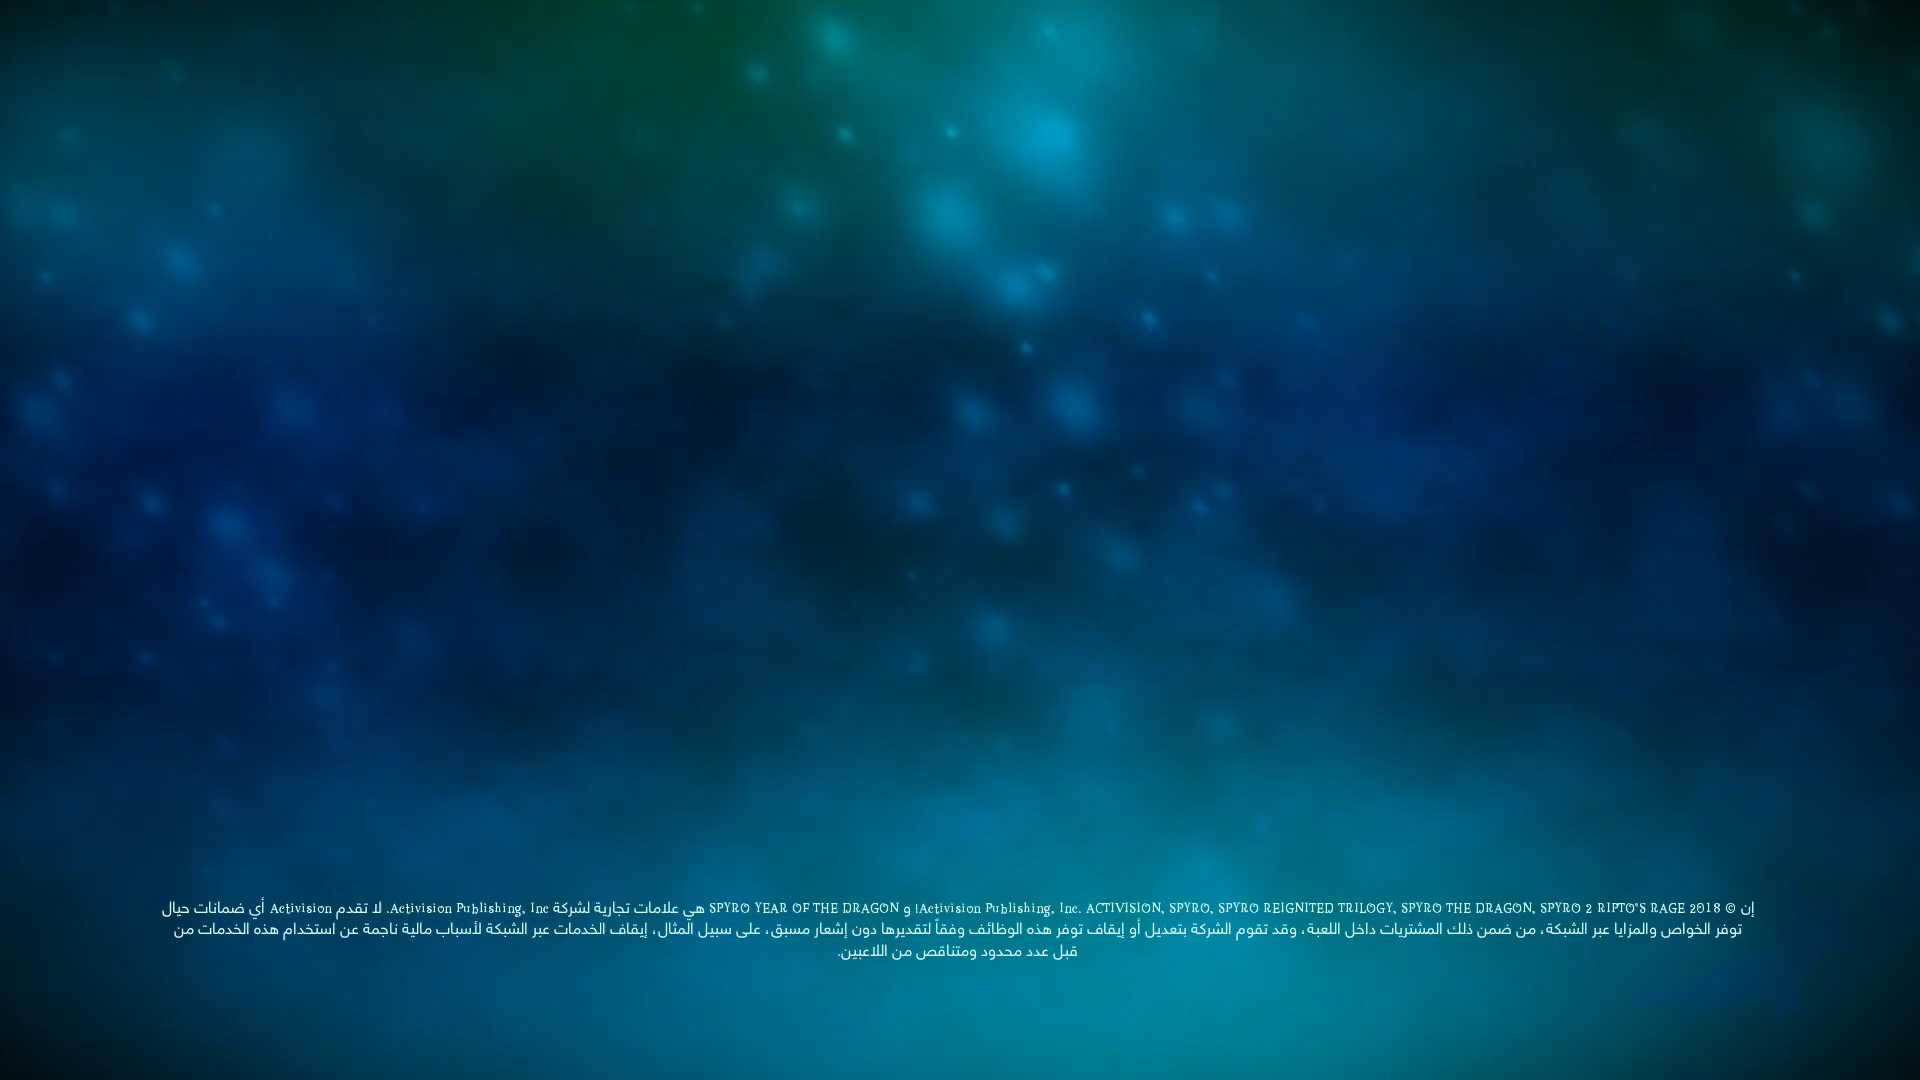 إن © 2018 Activision Publishing, Inc. ACTIVISION, SPYRO, SPYRO REIGNITED TRILOGY, SPYRO THE DRAGON, SPYRO 2 RIPTO'S RAGE! و SPYRO YEAR OF THE DRAGON هي علامات تجارية لشركة Activision Publishing, Inc. لا تقدم Activision أي ضمانات حيال
توفر الخواص والمزايا عبر الشبكة، من ضمن ذلك المشتريات داخل اللعبة، وقد تقوم الشركة بتعديل أو إيقاف توفر هذه الوظائف وفقاً لتقديرها دون إشعار مسبق، على سبيل المثال، إيقاف الخدمات عبر الشبكة لأسباب مالية ناجمة عن استخدام هذه الخدمات من
قبل عدد محدود ومتناقص من اللاعبين.